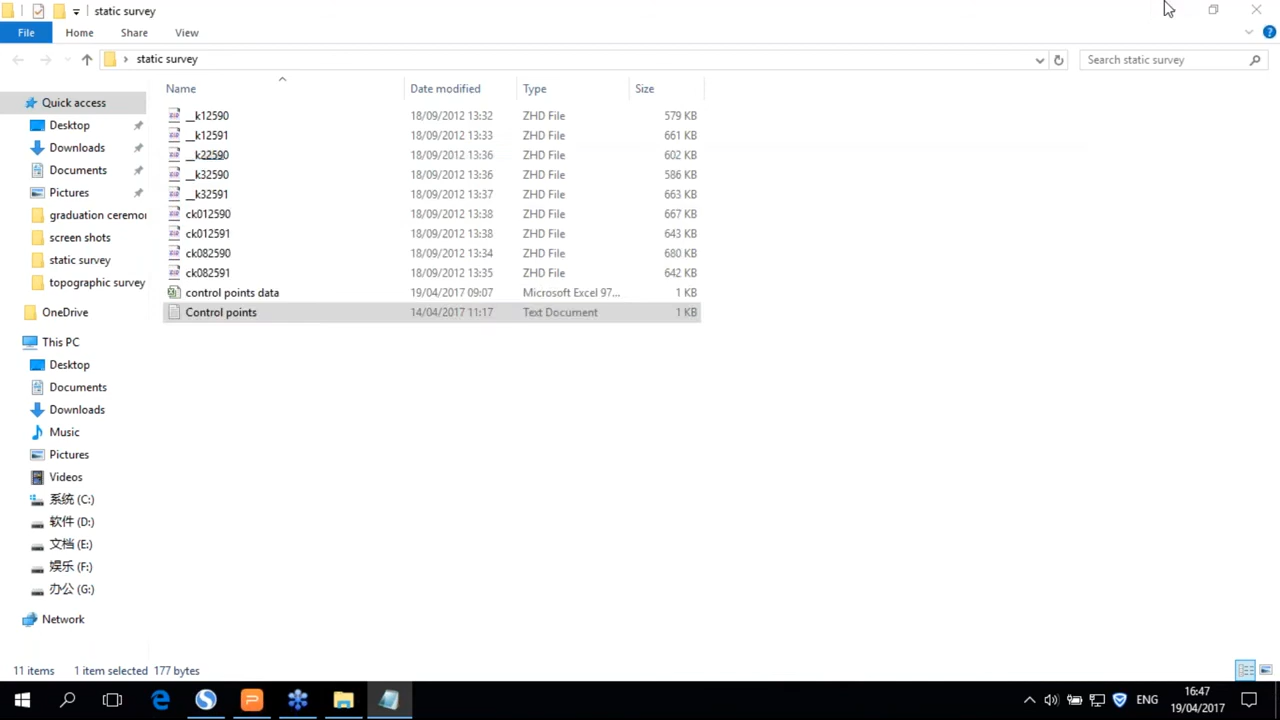 static survey
File Home Share View
static survey Search static survey
Name Date modified Type Size
Quick access
Desktop
Downloads
Documents
Pictures
graduation ceremo
screen shots
static survey
topographic survey
OneDrive
This PC
Desktop
Documents
Downloads
Music
Pictures
Videos
系统 (C:)
软件 (D:)
文档 (E:)
娱乐 (F:)
办公 (G:)
Network
__k12590 18/09/2012 13:32 ZHD File 579 KB
__k12591 18/09/2012 13:33 ZHD File 661 KB
__k22590 18/09/2012 13:36 ZHD File 602 KB
__k32590 18/09/2012 13:36 ZHD File 586 KB
__k32591 18/09/2012 13:37 ZHD File 663 KB
ck012590 18/09/2012 13:38 ZHD File 667 KB
ck012591 18/09/2012 13:38 ZHD File 643 KB
ck082590 18/09/2012 13:34 ZHD File 680 KB
ck082591 18/09/2012 13:35 ZHD File 642 KB
control points data 19/04/2017 09:07 Microsoft Excel 97... 1 KB
Control points 14/04/2017 11:17 Text Document 1 KB
11 items 1 item selected 177 bytes
ENG
16:47
19/04/2017